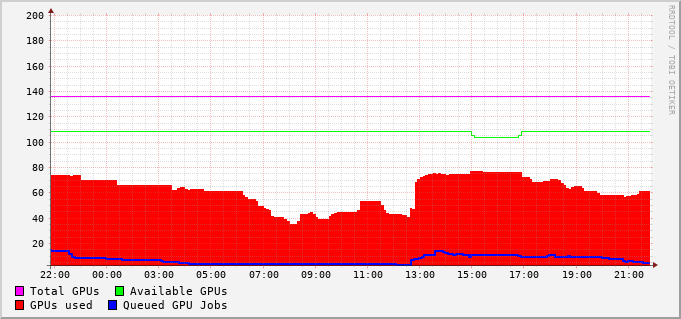 200
180
160
140
120
100
80
60
40
20
22:00 00:00 03:00 05:00 07:00 09:00 11:00 13:00 15:00 17:00 19:00 21:00
Total GPUs Available GPUs
GPUs used Queued GPU Jobs
RRDTOOL / TOBI OETIKER